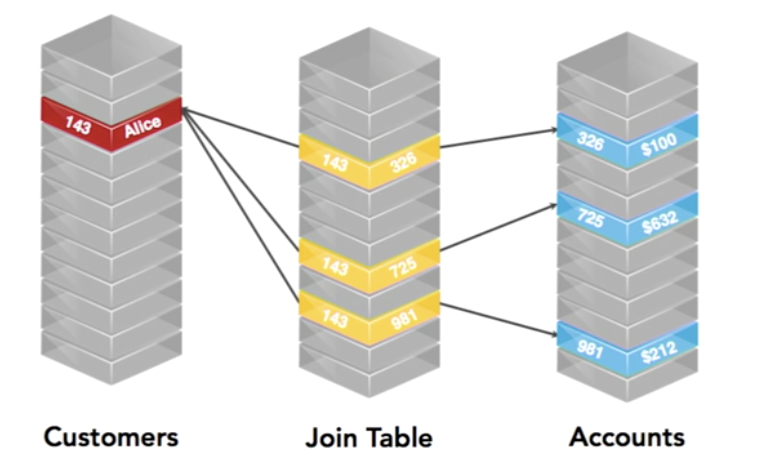 143 Alice
143 326
143 725
143 981
326 $100
725 $632
981 $212
Customers
Join Table
Accounts